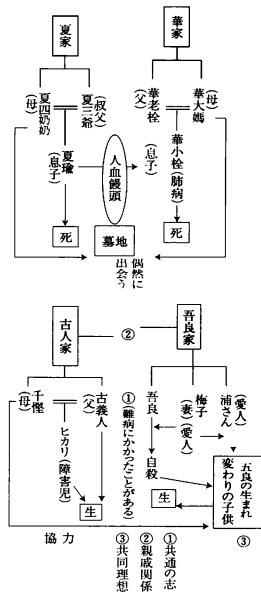 華家
華大媽
(母)
華老栓
(父)
華小栓(肺病)
(息子)
死
夏家
夏三爺
(叔父)
夏四奶奶
(母)
夏瑜
(息子)
死
人血饅頭
墓地
偶然に
出会う
吾良家
②
古人家
浦さん
(愛人)
梅子
(妻)(愛人)
吾良
自殺
生
五良の生まれ
変わりの子供
③
①(難病にかかったことがある)
古義人
(父)
千樫
(母)
ヒカリ(障害児)
生
協力
①共通の志
②親戚関係
③共同理想